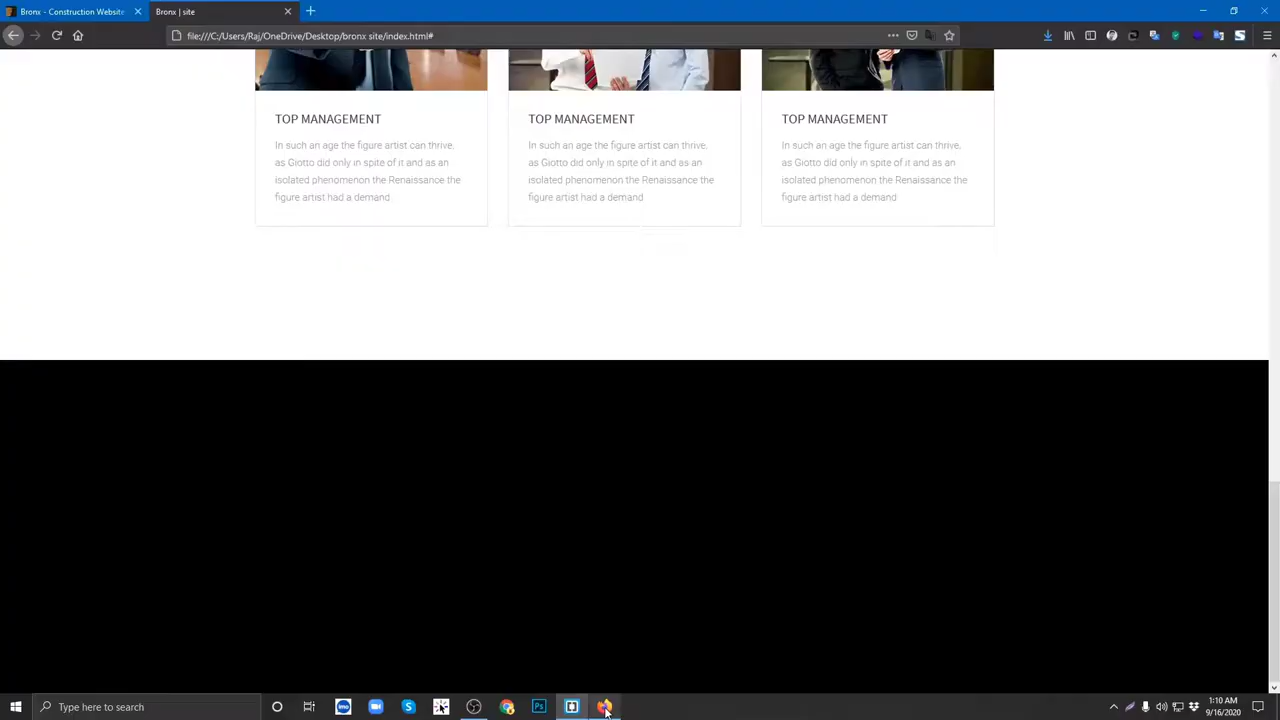 Bronx - Construction Website
Bronx | site
file:///C:/Users/Raj/OneDrive/Desktop/bronx site/index.html#
TOP MANAGEMENT
In such an age the figure artist can thrive,
as Giotto did only in spite of it and as an
isolated phenomenon the Renaissance the
figure artist had a demand
TOP MANAGEMENT
In such an age the figure artist can thrive,
as Giotto did only in spite of it and as an
isolated phenomenon the Renaissance the
figure artist had a demand
TOP MANAGEMENT
In such an age the figure artist can thrive,
as Giotto did only in spite of it and as an
isolated phenomenon the Renaissance the
figure artist had a demand
Type here to search
imo
S
Ps
1:10 AM
9/16/2020